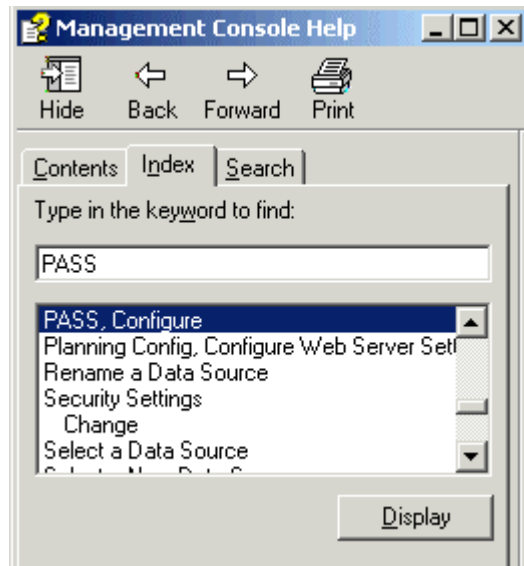 Management Console Help
Hide Back Forward Print
Contents Index Search
Type in the keyword to find:
PASS
PASS, Configure
Planning Config, Configure Web Server Sett
Rename a Data Source
Security Settings
Change
Select a Data Source
Display